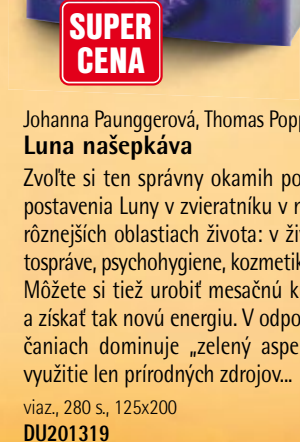 SUPER
CENA
Johanna Paunggerová, Thomas Popp
Luna našepkáva
Zvoľte si ten správny okamih po
postavenia Luny v zvieratníku v r
rôznejších oblastiach života: v ži
tospráve, psychohygiene, kozmetik
Môžete si tiež urobiť mesačnú k
a získať tak novú energiu. V odpo
čaniach dominuje „zelený aspe
využitie len prírodných zdrojov...
viaz., 280 s., 125x200
DU201319